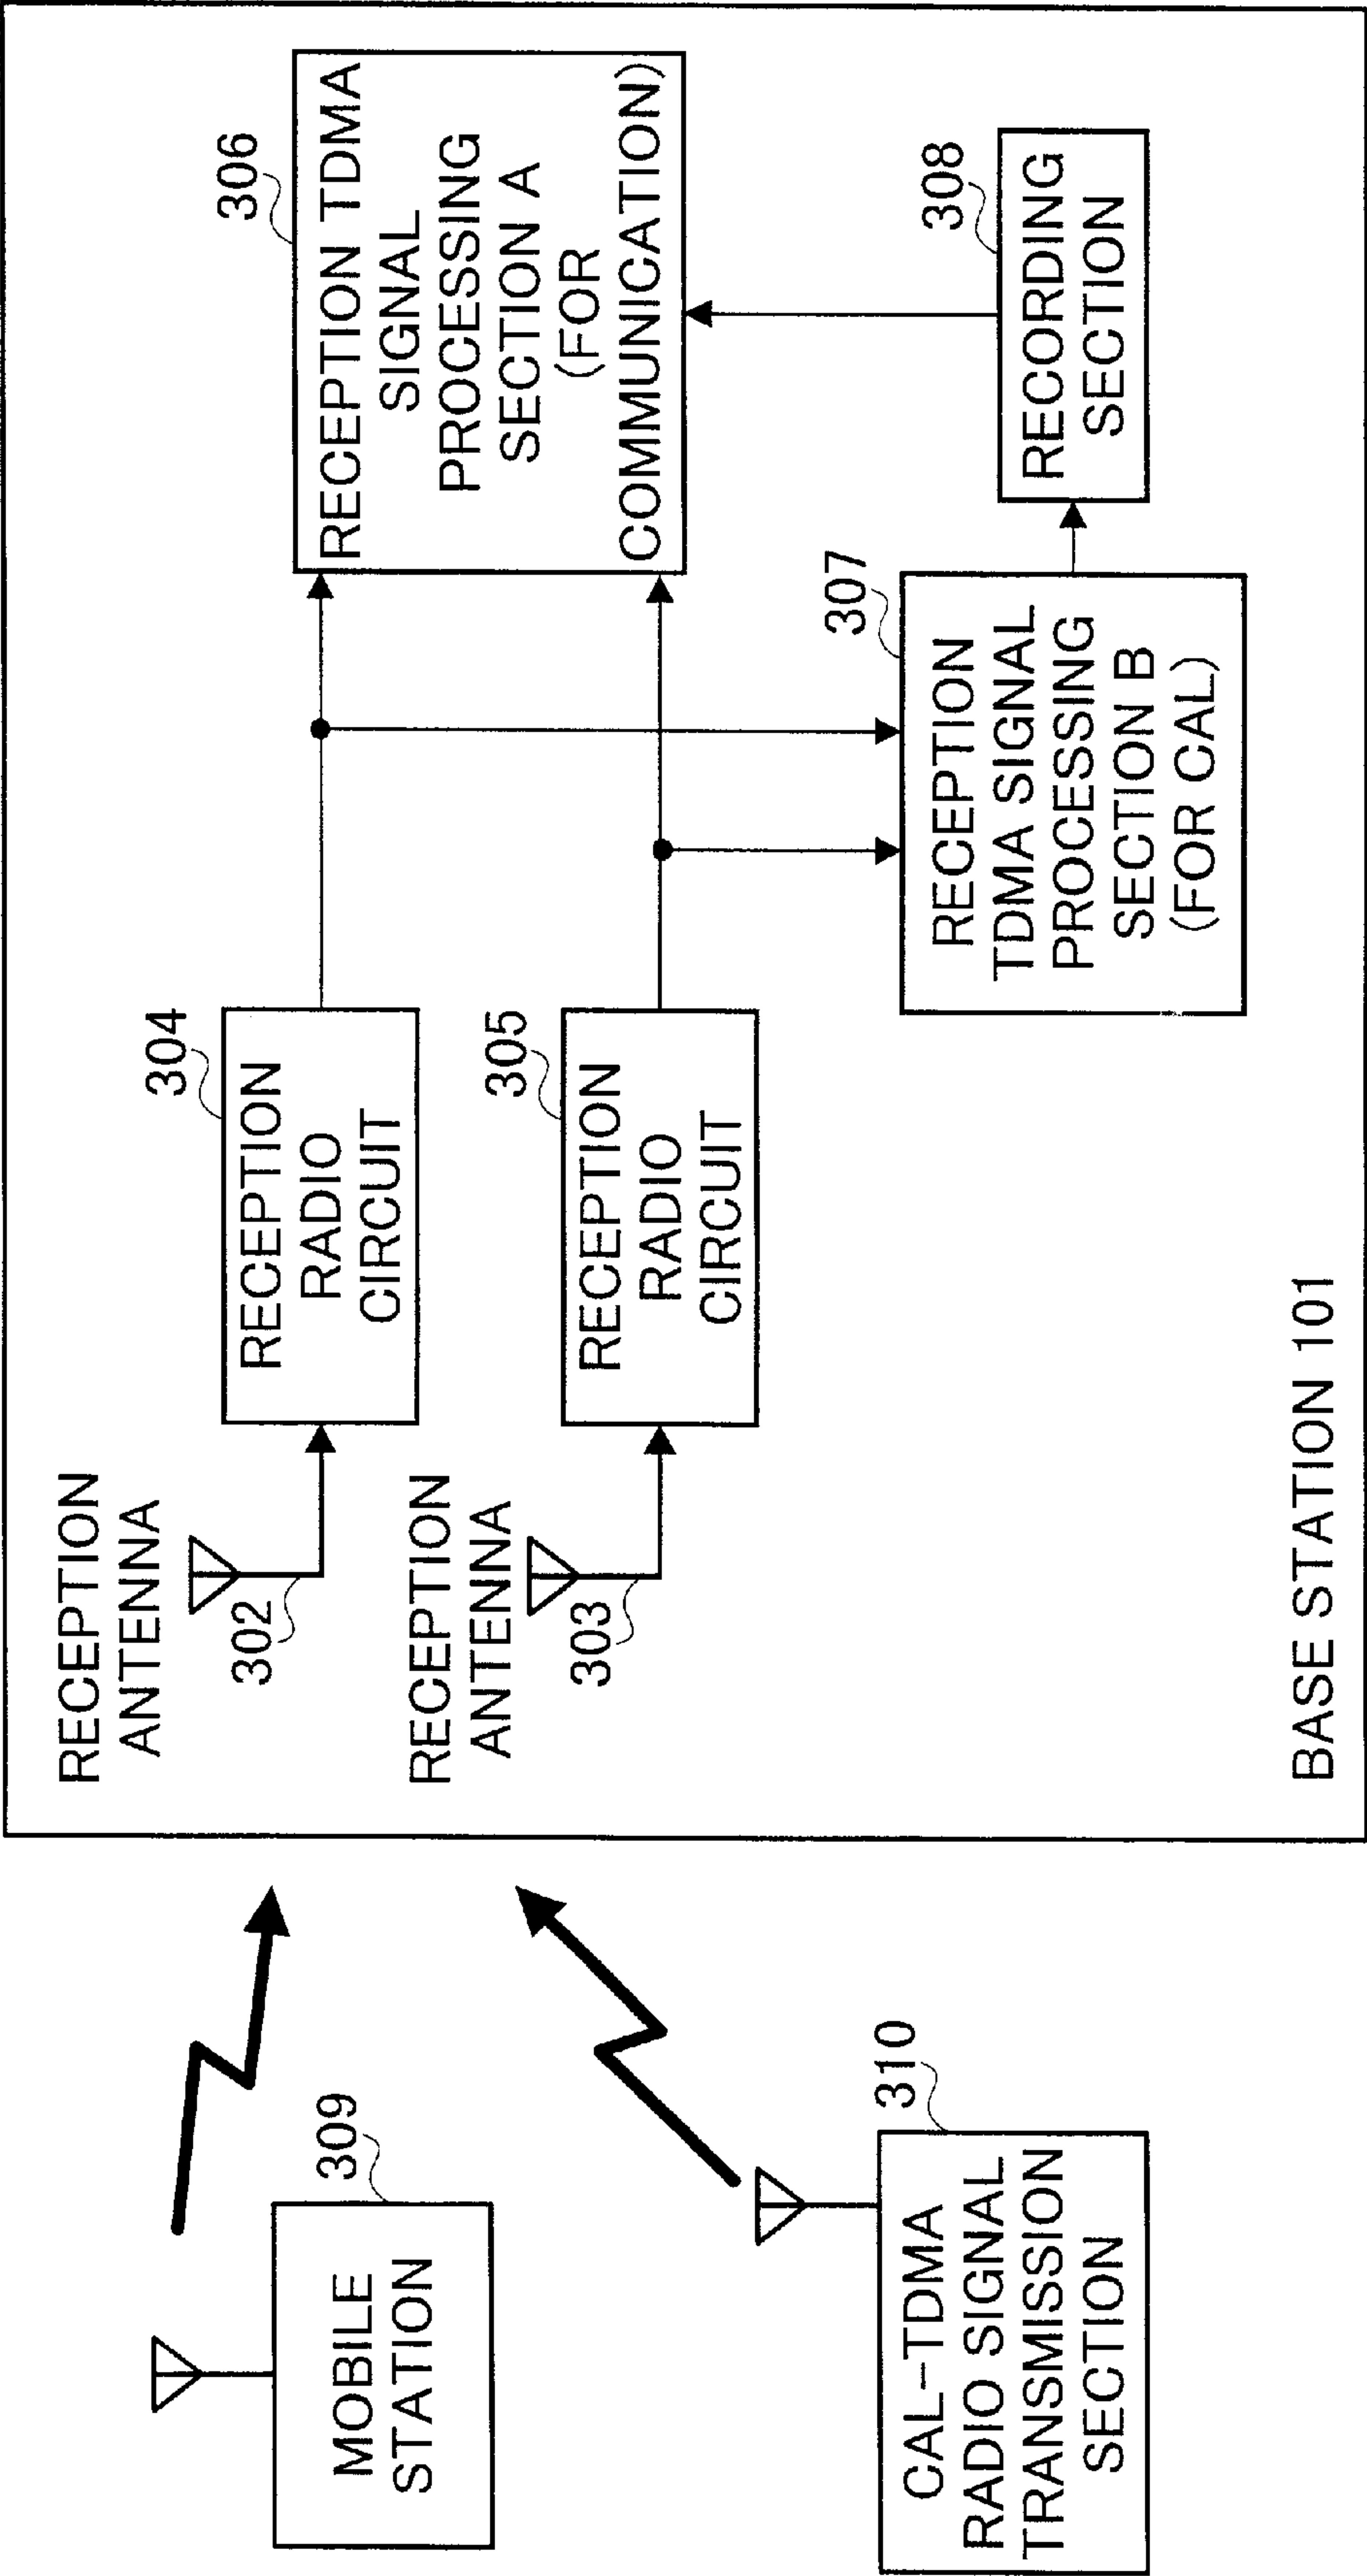 RECEPTION
ANTENNA
302
304
RECEPTION
RADIO
CIRCUIT
306
RECEPTION TDMA
SIGNAL
PROCESSING
SECTION A
(FOR
COMMUNICATION)
RECEPTION
ANTENNA
303
305
RECEPTION
RADIO
CIRCUIT
307
RECEPTION
TDMA SIGNAL
PROCESSING
SECTION B
(FOR CAL)
308
RECORDING
SECTION
BASE STATION 101
309
MOBILE
STATION
310
CAL-TDMA
RADIO SIGNAL
TRANSMISSION
SECTION